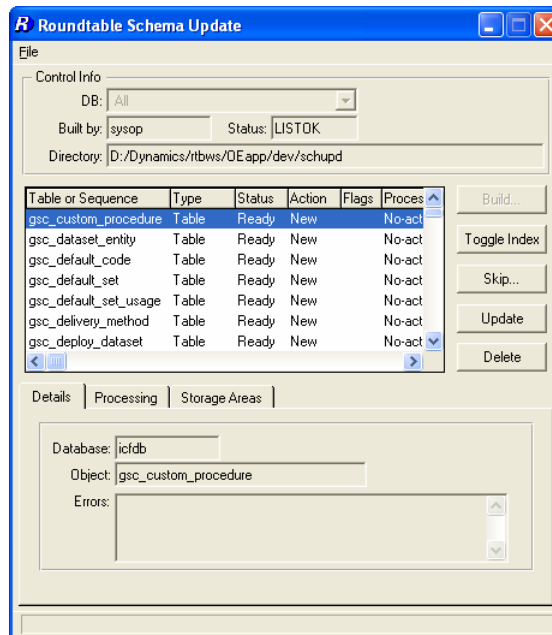 Roundtable Schema Update
File
Control Info
DB: All
Built by: sysop Status: LISTOK
Directory: D:/Dynamics/rtbws/OEapp/dev/schupd
Table or Sequence Type Status Action Flags Proces
Build...
gsc_custom_procedure Table Ready New No-act
gsc_dataset_entity Table Ready New No-act
Toggle Index
gsc_default_code Table Ready New No-act
gsc_default_set Table Ready New No-act
Skip...
gsc_default_set_usage Table Ready New No-act
gsc_delivery_method Table Ready New No-act
Update
gsc_deploy_dataset Table Ready New No-act
Delete
Details Processing Storage Areas
Database: icfdb
Object: gsc_custom_procedure
Errors: